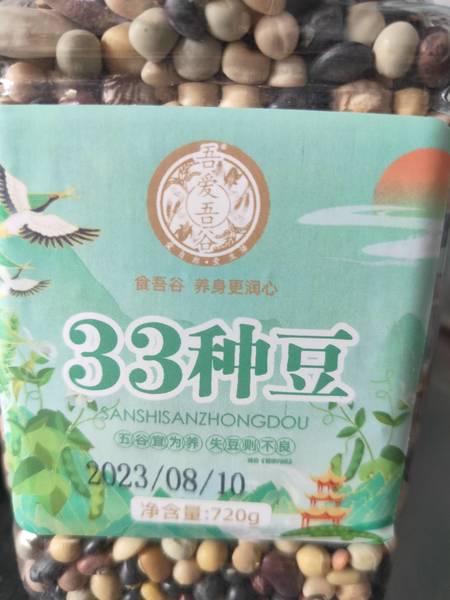 吾爱吾谷
食吾谷 养身更润心
33种豆
SANSHISANZHONGDOU
五谷宜为养 失豆则不良
2023/08/10
净含量:720g